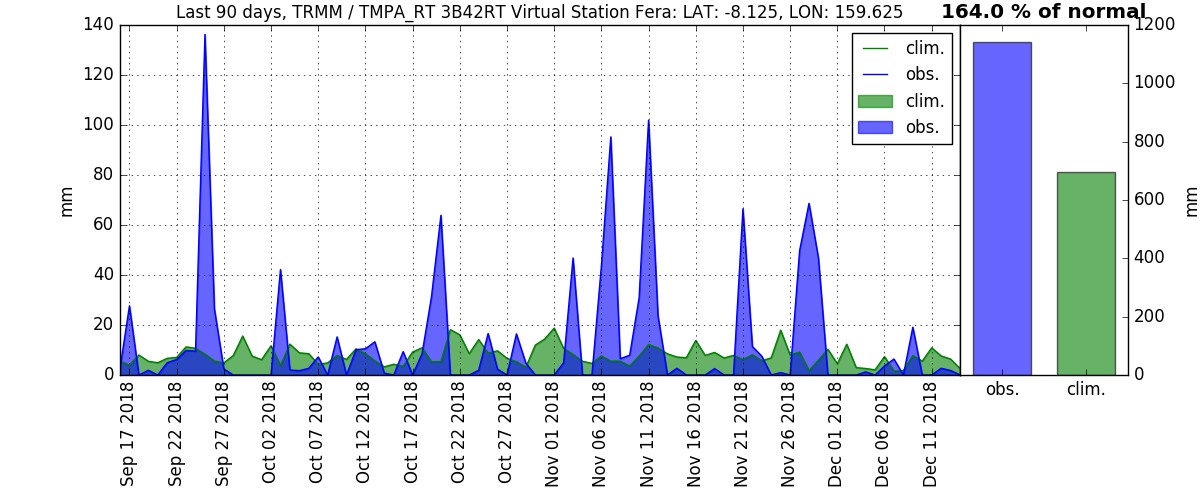 Last 90 days, TRMM / TMPA_RT 3B42RT Virtual Station Fera: LAT: -8.125, LON: 159.625
164.0 % of normal
140
120
100
80
60
40
20
0
mm
clim.
obs.
clim.
obs.
Sep 17 2018
Sep 22 2018
Sep 27 2018
Oct 02 2018
Oct 07 2018
Oct 12 2018
Oct 17 2018
Oct 22 2018
Oct 27 2018
Nov 01 2018
Nov 06 2018
Nov 11 2018
Nov 16 2018
Nov 21 2018
Nov 26 2018
Dec 01 2018
Dec 06 2018
Dec 11 2018
1200
1000
800
600
400
200
0
mm
obs.
clim.